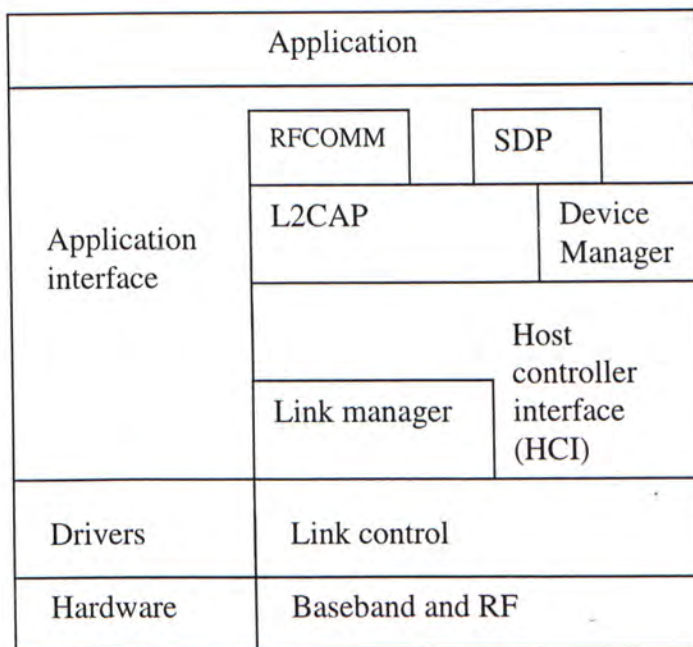 Application
RFCOMM
SDP
L2CAP
Device
Manager
Application
interface
Host
controller
interface
(HCI)
Link manager
Drivers
Link control
Hardware
Baseband and RF